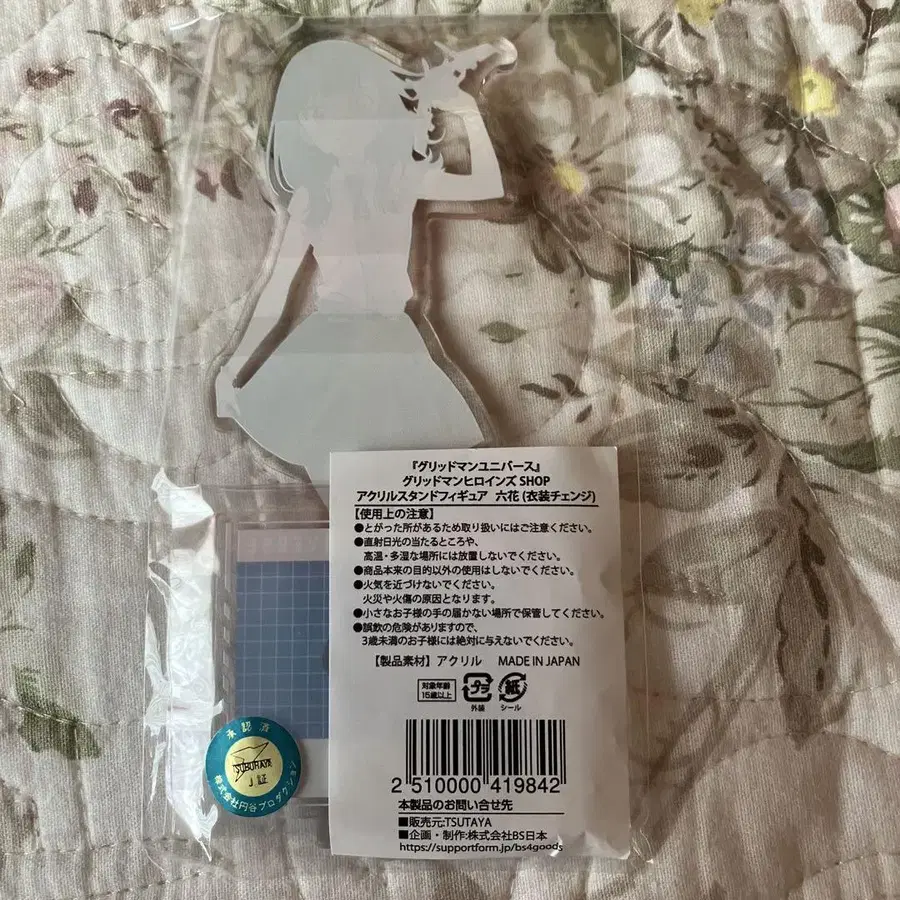 『グリッドマンユニバース』
グリッドマンヒロインズ SHOP
アクリルスタンドフィギュア 六花 (衣装チェンジ)
【使用上の注意】
●とがった所があるため取り扱いにはご注意ください。
●直射日光の当たるところや、
高温・多湿な場所には放置しないでください。
●商品本来の目的以外の使用はしないでください。
●火気を近づけないでください。
火災や火傷の原因となります。
●小さなお子様の手の届かない場所で保管してください。
●誤飲の危険がありますので、
3歳未満のお子様には絶対に与えないでください。
【製品素材】アクリル MADE IN JAPAN
対象年齢
15歳以上
プラ
外装
紙
シール
2 510000 419842
本製品のお問い合せ先
■販売元:TSUTAYA
■企画・制作:株式会社BS日本
https://supportform.jp/bs4goods
承認済
TSUBURAYA
証
株式会社円谷プロダクション